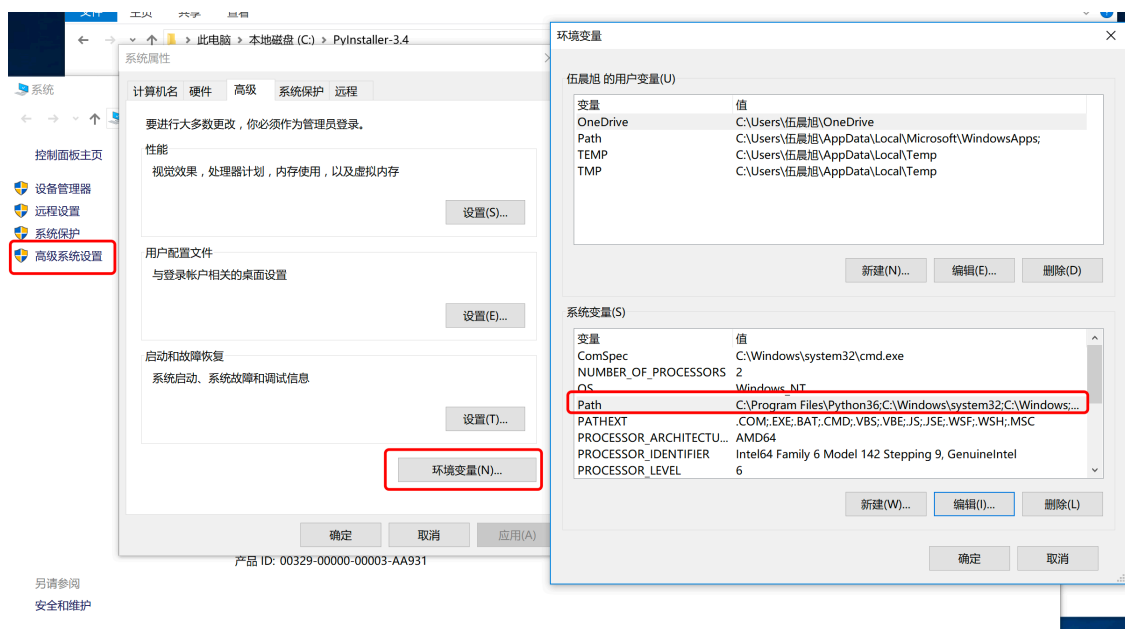 文件 主页 共享 查看
此电脑 > 本地磁盘 (C:) > PyInstaller-3.4
系统
控制面板主页
设备管理器
远程设置
系统保护
高级系统设置
另请参阅
安全和维护
系统属性
计算机名 硬件 高级 系统保护 远程
要进行大多数更改，你必须作为管理员登录。
性能
视觉效果，处理器计划，内存使用，以及虚拟内存
设置(S)...
用户配置文件
与登录帐户相关的桌面设置
设置(E)...
启动和故障恢复
系统启动、系统故障和调试信息
设置(T)...
环境变量(N)...
确定 取消 应用(A)
产品 ID: 00329-00000-00003-AA931
环境变量
伍晨旭 的用户变量(U)
变量 值
OneDrive C:\Users\伍晨旭\OneDrive
Path C:\Users\伍晨旭\AppData\Local\Microsoft\WindowsApps;
TEMP C:\Users\伍晨旭\AppData\Local\Temp
TMP C:\Users\伍晨旭\AppData\Local\Temp
新建(N)... 编辑(E)... 删除(D)
系统变量(S)
变量 值
ComSpec C:\Windows\system32\cmd.exe
NUMBER_OF_PROCESSORS 2
OS Windows_NT
Path C:\Program Files\Python36;C:\Windows\system32;C:\Windows;...
PATHEXT .COM;.EXE;.BAT;.CMD;.VBS;.VBE;.JS;.JSE;.WSF;.WSH;.MSC
PROCESSOR_ARCHITECTU... AMD64
PROCESSOR_IDENTIFIER Intel64 Family 6 Model 142 Stepping 9, GenuineIntel
PROCESSOR_LEVEL 6
新建(W)... 编辑(I)... 删除(L)
确定 取消